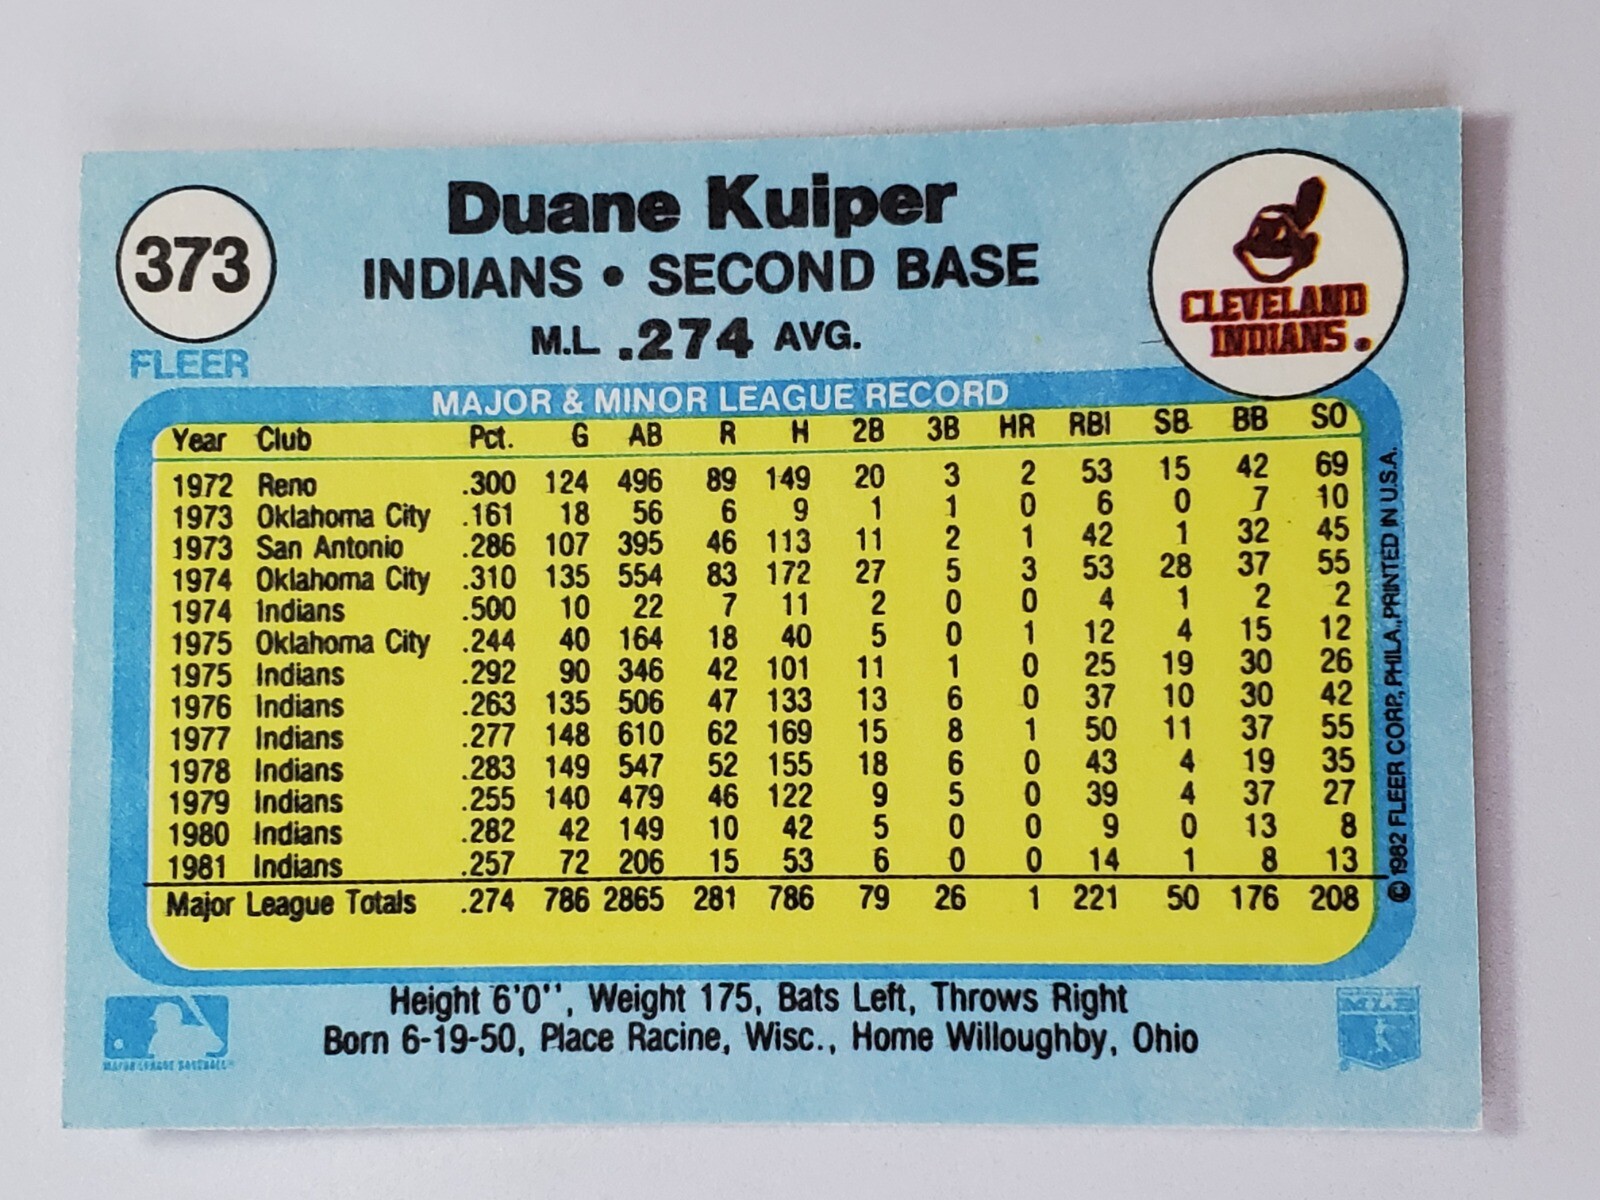 373
Duane Kuiper
INDIANS • SECOND BASE
M.L .274 AVG.
FLEER
CLEVELAND
INDIANS.
MAJOR & MINOR LEAGUE RECORD
Year Club Pct. G AB R H 2B 3B HR RBI SB BB SO
1972 Reno .300 124 496 89 149 20 3 2 53 15 42 69
1973 Oklahoma City .161 18 56 6 9 1 1 0 6 0 7 10
1973 San Antonio .286 107 395 46 113 11 2 1 42 1 32 45
1974 Oklahoma City .310 135 554 83 172 27 5 3 53 28 37 55
1974 Indians .500 10 22 7 11 2 0 0 4 1 2 2
1975 Oklahoma City .244 40 164 18 40 5 0 1 12 4 15 12
1975 Indians .292 90 346 42 101 11 1 0 25 19 30 26
1976 Indians .263 135 506 47 133 13 6 0 37 10 30 42
1977 Indians .277 148 610 62 169 15 8 1 50 11 37 55
1978 Indians .283 149 547 52 155 18 6 0 43 4 19 35
1979 Indians .255 140 479 46 122 9 5 0 39 4 37 27
1980 Indians .282 42 149 10 42 5 0 0 9 0 13 8
1981 Indians .257 72 206 15 53 6 0 0 14 1 8 13
Major League Totals .274 786 2865 281 786 79 26 1 221 50 176 208
© 1982 FLEER CORP., PHILA., PRINTED IN U.S.A.
Height 6'0'', Weight 175, Bats Left, Throws Right
Born 6-19-50, Place Racine, Wisc., Home Willoughby, Ohio
MAJOR LEAGUE BASEBALL
MLB